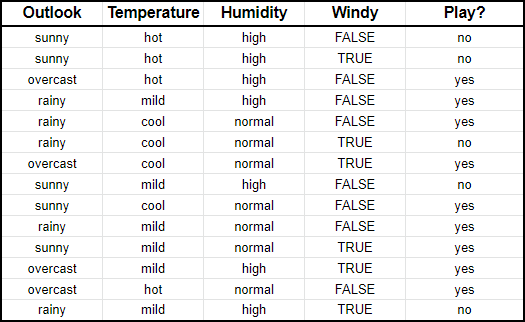 Outlook Temperature Humidity Windy Play?
sunny hot high FALSE no
sunny hot high TRUE no
overcast hot high FALSE yes
rainy mild high FALSE yes
rainy cool normal FALSE yes
rainy cool normal TRUE no
overcast cool normal TRUE yes
sunny mild high FALSE no
sunny cool normal FALSE yes
rainy mild normal FALSE yes
sunny mild normal TRUE yes
overcast mild high TRUE yes
overcast hot normal FALSE yes
rainy mild high TRUE no